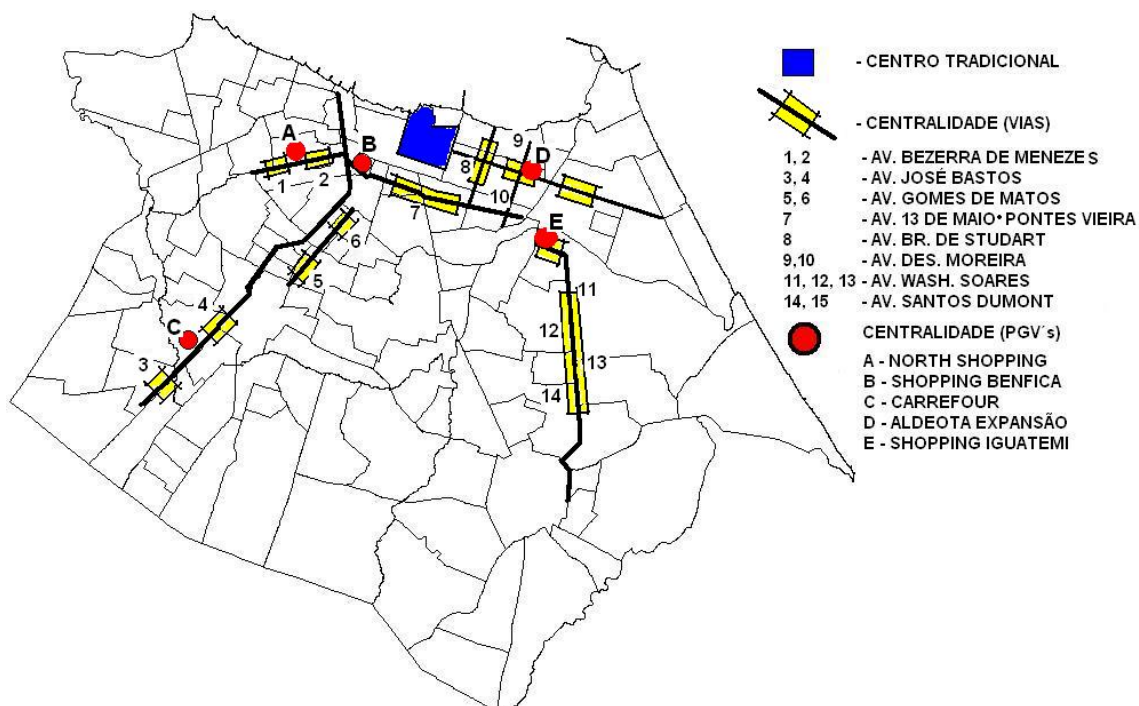 - CENTRO TRADICIONAL
- CENTRALIDADE (VIAS)
1, 2 - AV. BEZERRA DE MENEZES
3, 4 - AV. JOSÉ BASTOS
5, 6 - AV. GOMES DE MATOS
7 - AV. 13 DE MAIO•PONTES VIEIRA
8 - AV. BR. DE STUDART
9,10 - AV. DES. MOREIRA
11, 12, 13 - AV. WASH. SOARES
14, 15 - AV. SANTOS DUMONT
CENTRALIDADE (PGV´s)
A - NORTH SHOPPING
B - SHOPPING BENFICA
C - CARREFOUR
D - ALDEOTA EXPANSÃO
E - SHOPPING IGUATEMI
A
B
1
2
8
9
D
7
10
E
6
5
4
C
3
11
12
13
14